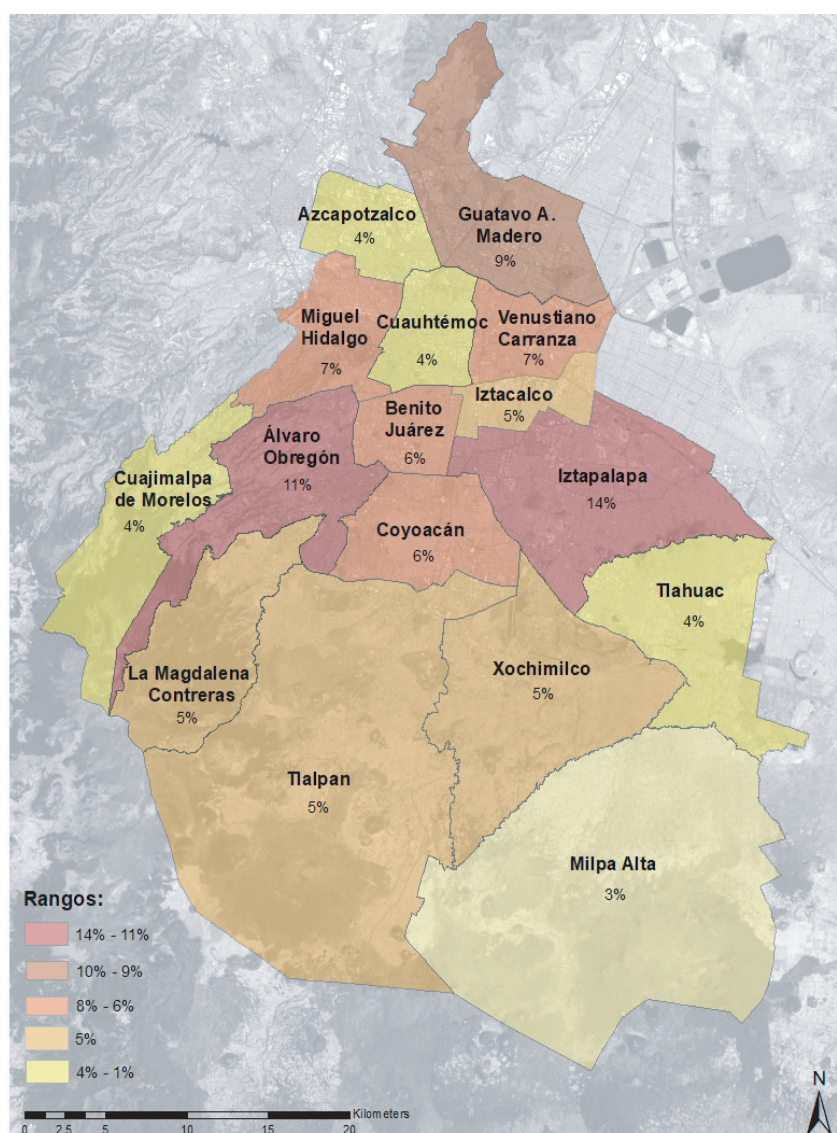 Azcapotzalco
4%
Guatavo A.
Madero
9%
Miguel
Hidalgo
7%
Cuauhtémoc
4%
Venustiano
Carranza
7%
Iztacalco
5%
Benito
Juárez
6%
Álvaro
Obregón
11%
Cuajimalpa
de Morelos
4%
Iztapalapa
14%
Coyoacán
6%
Tlahuac
4%
La Magdalena
Contreras
5%
Xochimilco
5%
Tlalpan
5%
Milpa Alta
3%
Rangos:
14% - 11%
10% - 9%
8% - 6%
5%
4% - 1%
Kilometers
0 2.5 5 10 15 20
N